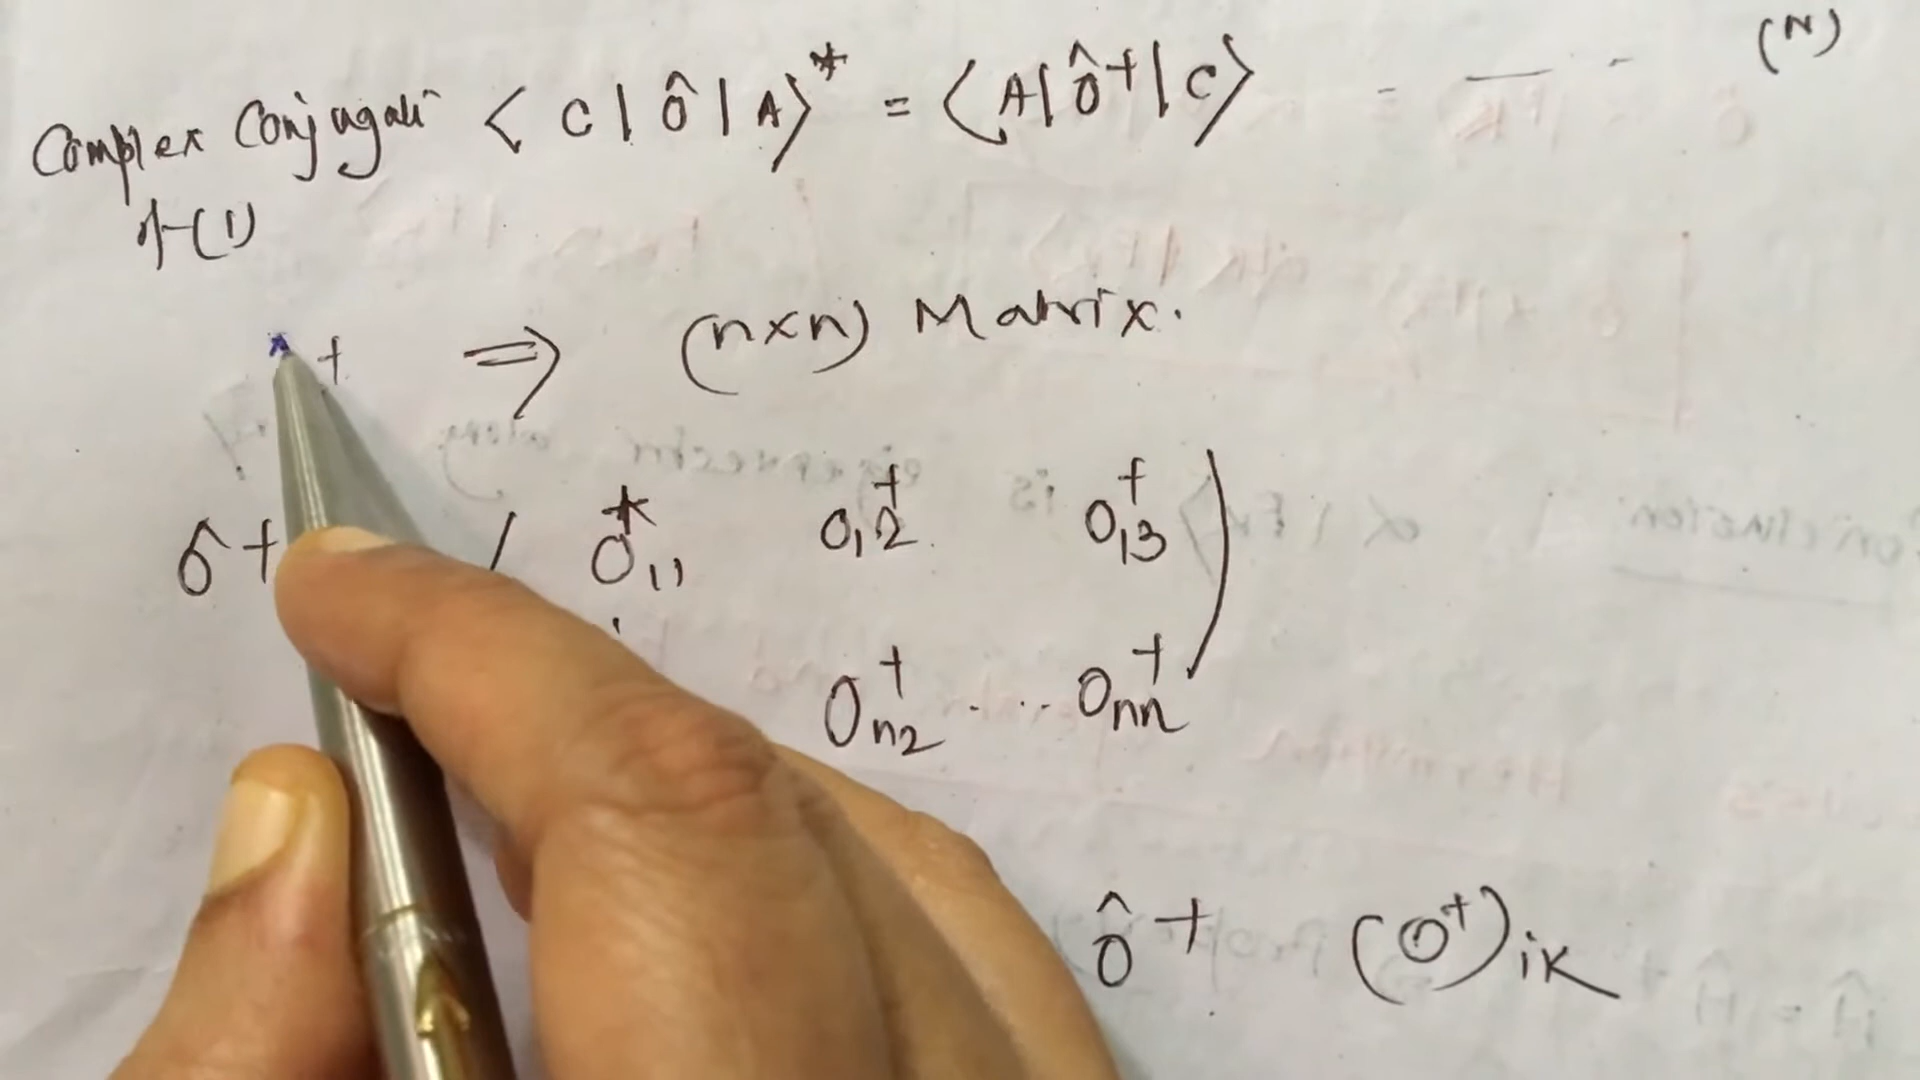 (N)
Complex Conjugate ⟨ C | Ô | A ⟩* = ⟨ A | Ô+ | C ⟩
of (1)
+ ⇒ (n×n) Matrix.
Ô+ ( O*11 O+12 O+13 )
O+n2 .... O+nn
Ô+ (O+)iK